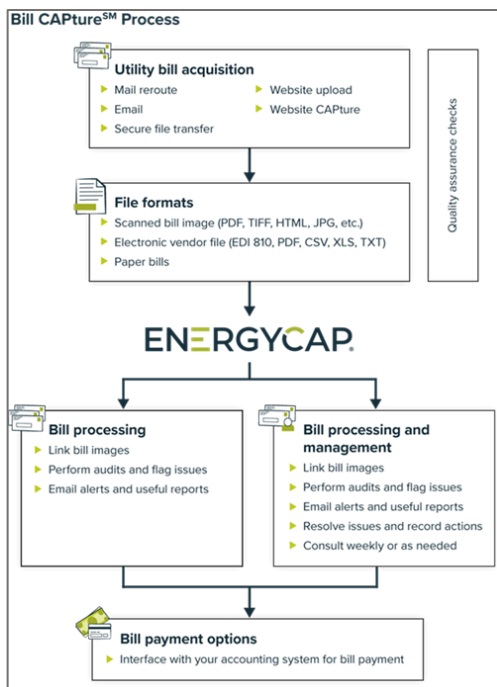 Bill CAPture℠ Process
Utility bill acquisition
Mail reroute
Email
Secure file transfer
Website upload
Website CAPture
Quality assurance checks
File formats
Scanned bill image (PDF, TIFF, HTML, JPG, etc.)
Electronic vendor file (EDI 810, PDF, CSV, XLS, TXT)
Paper bills
ENERGYCAP®
Bill processing
Link bill images
Perform audits and flag issues
Email alerts and useful reports
Bill processing and
management
Link bill images
Perform audits and flag issues
Email alerts and useful reports
Resolve issues and record actions
Consult weekly or as needed
Bill payment options
Interface with your accounting system for bill payment